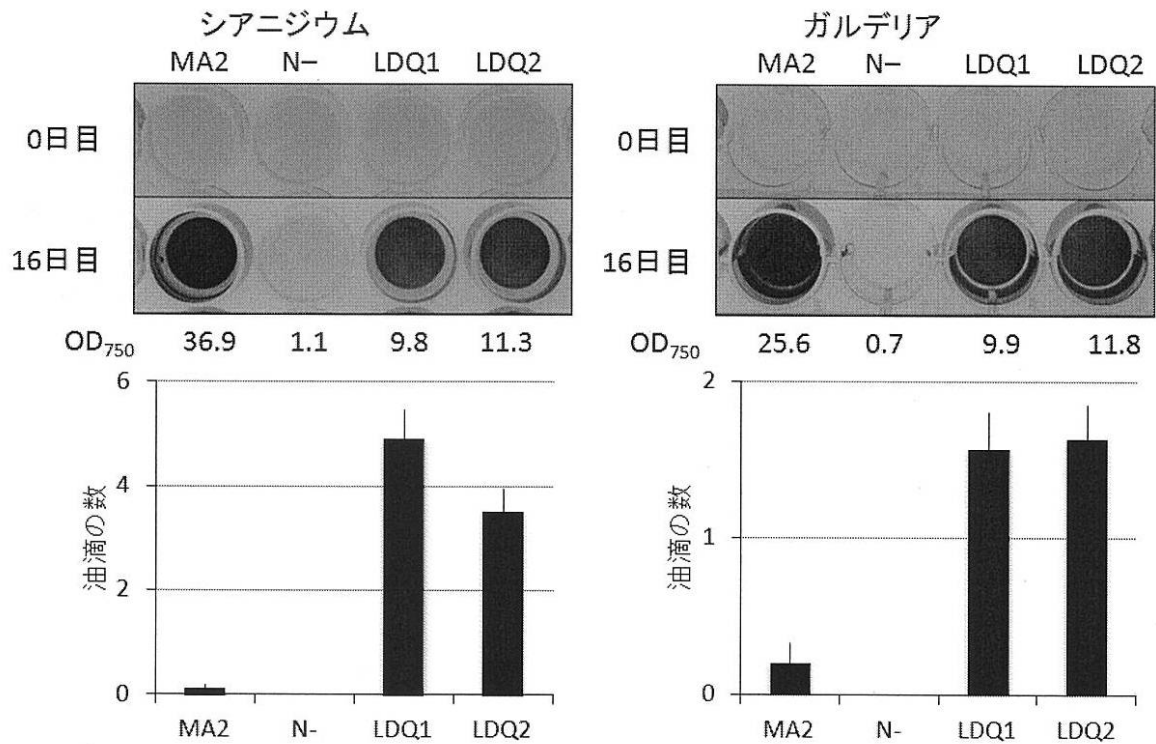 シアニジウム
MA2 N– LDQ1 LDQ2
0日目
16日目
OD750 36.9 1.1 9.8 11.3
油滴の数
6
4
2
0
MA2 N- LDQ1 LDQ2
ガルデリア
MA2 N– LDQ1 LDQ2
0日目
16日目
25.6 0.7 9.9 11.8
OD750
油滴の数
2
1
0
MA2 N- LDQ1 LDQ2